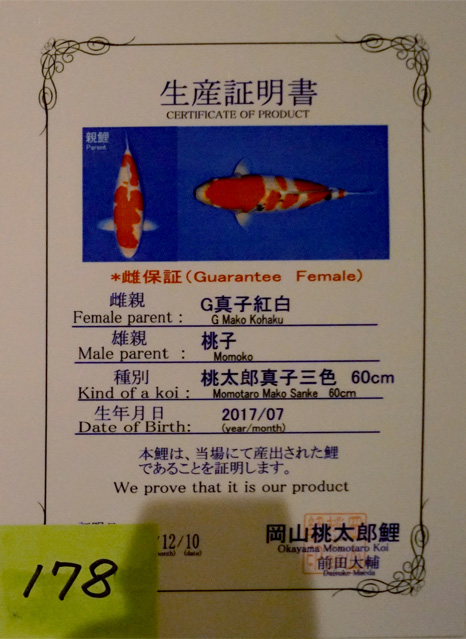 生産証明書
CERTIFICATE OF PRODUCT
親鯉
Parent
*雌保証(Guarantee Female)
雌親 G真子紅白
Female parent : G Mako Kohaku
雄親 桃子
Male parent : Momoko
種別 桃太郎真子三色 60cm
Kind of a koi : Momotaro Mako Sanke 60cm
生年月日 2017/07
Date of Birth: (year/month)
本鯉は、当場にて産出された鯉
であることを証明します。
We prove that it is our product
/12/10
(date)
岡山桃太郎鯉
Okayama Momotaro Koi
前田大輔
Daisuke Maeda
178